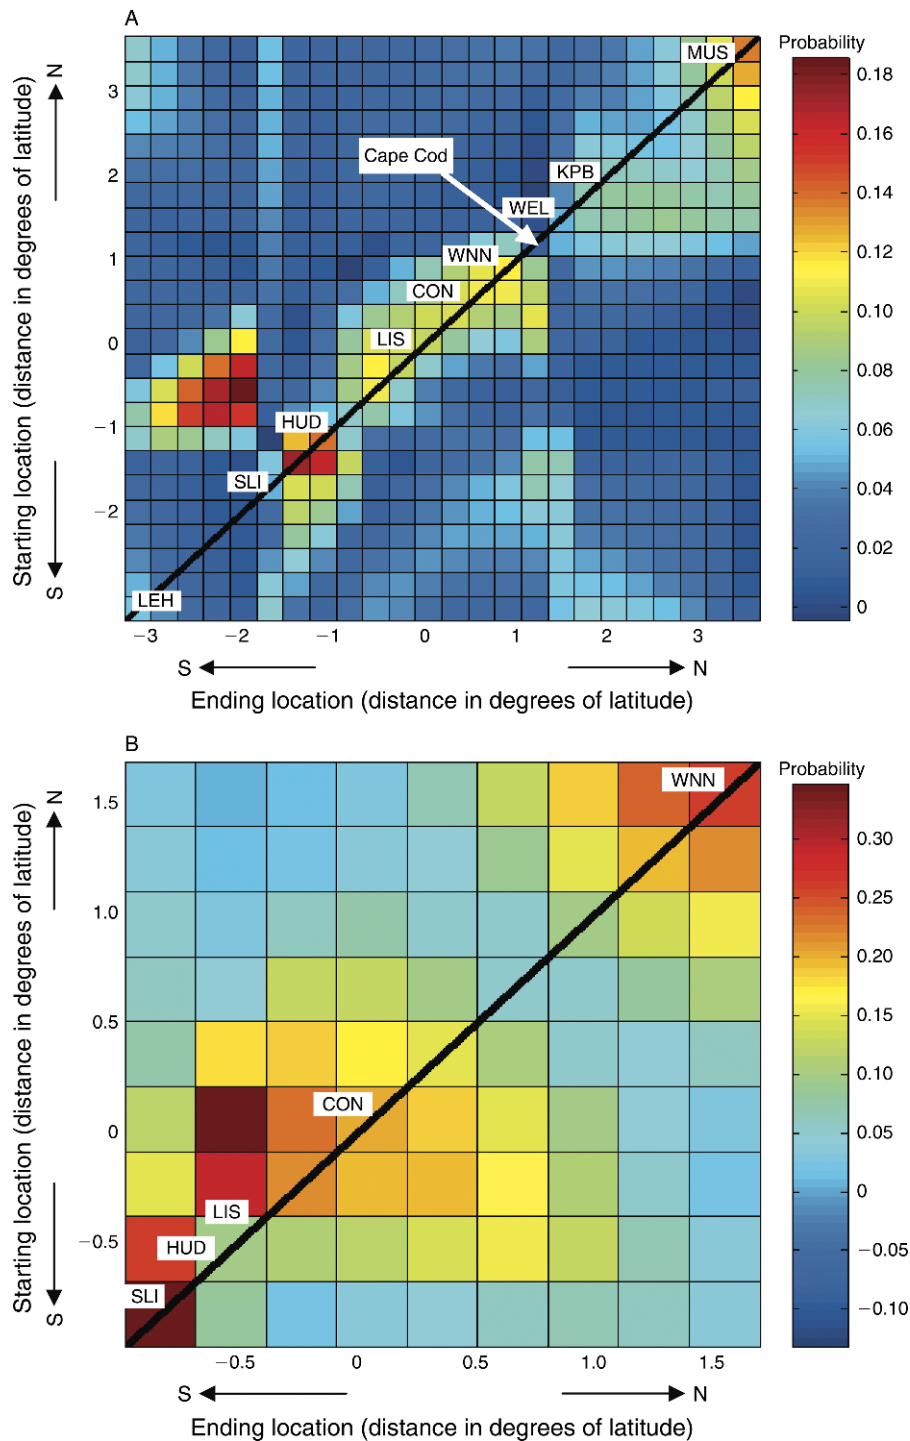 A
Probability
MUS
Cape Cod
KPB
WEL
WNN
CON
LIS
HUD
SLI
LEH
Starting location (distance in degrees of latitude)
N
S
3
2
1
0
−1
−2
0.18
0.16
0.14
0.12
0.10
0.08
0.06
0.04
0.02
0
−3 −2 −1 0 1 2 3
S N
Ending location (distance in degrees of latitude)
B
Probability
WNN
CON
LIS
HUD
SLI
Starting location (distance in degrees of latitude)
N
S
1.5
1.0
0.5
0
−0.5
0.30
0.25
0.20
0.15
0.10
0.05
0
−0.05
−0.10
−0.5 0 0.5 1.0 1.5
S N
Ending location (distance in degrees of latitude)